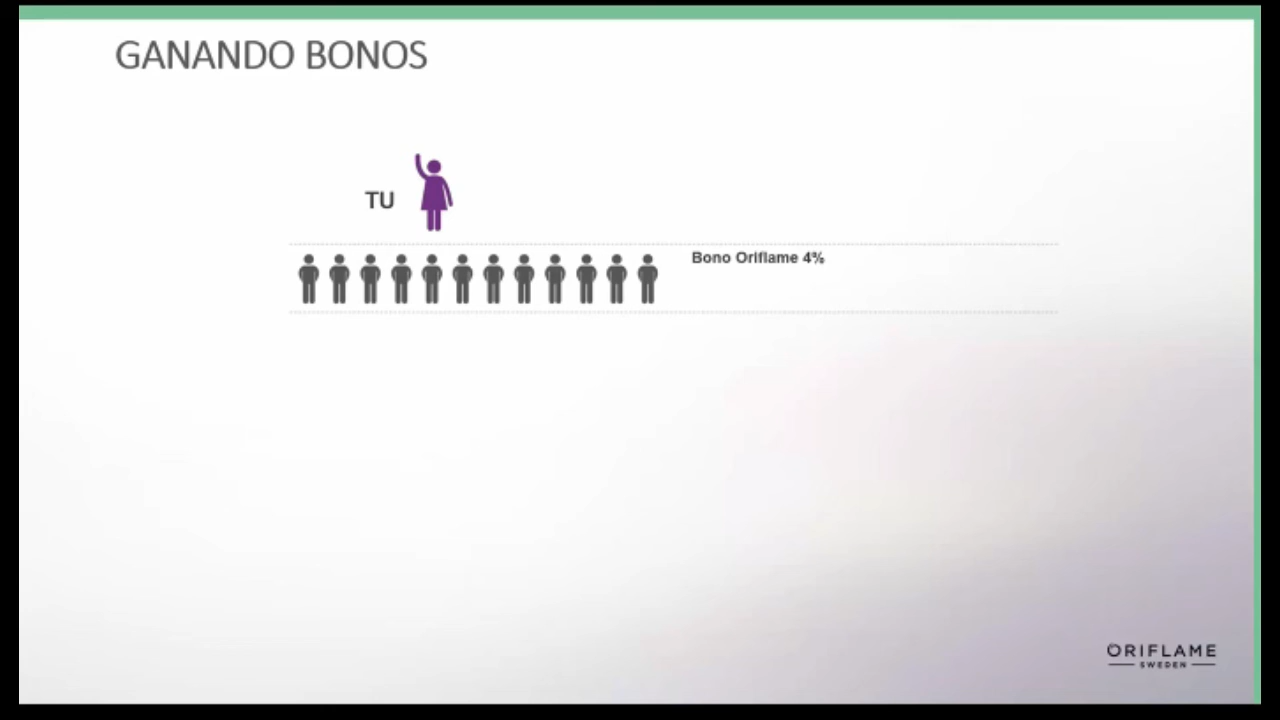 GANANDO BONOS
TU
Bono Oriflame 4%
ORIFLAME
SWEDEN